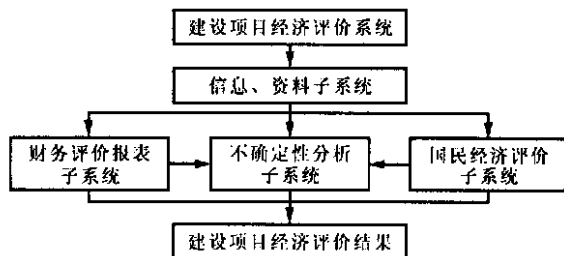 建设项目经济评价系统
信息、资料子系统
财务评价报表
子系统
不确定性分析
子系统
国民经济评价
子系统
建设项目经济评价结果